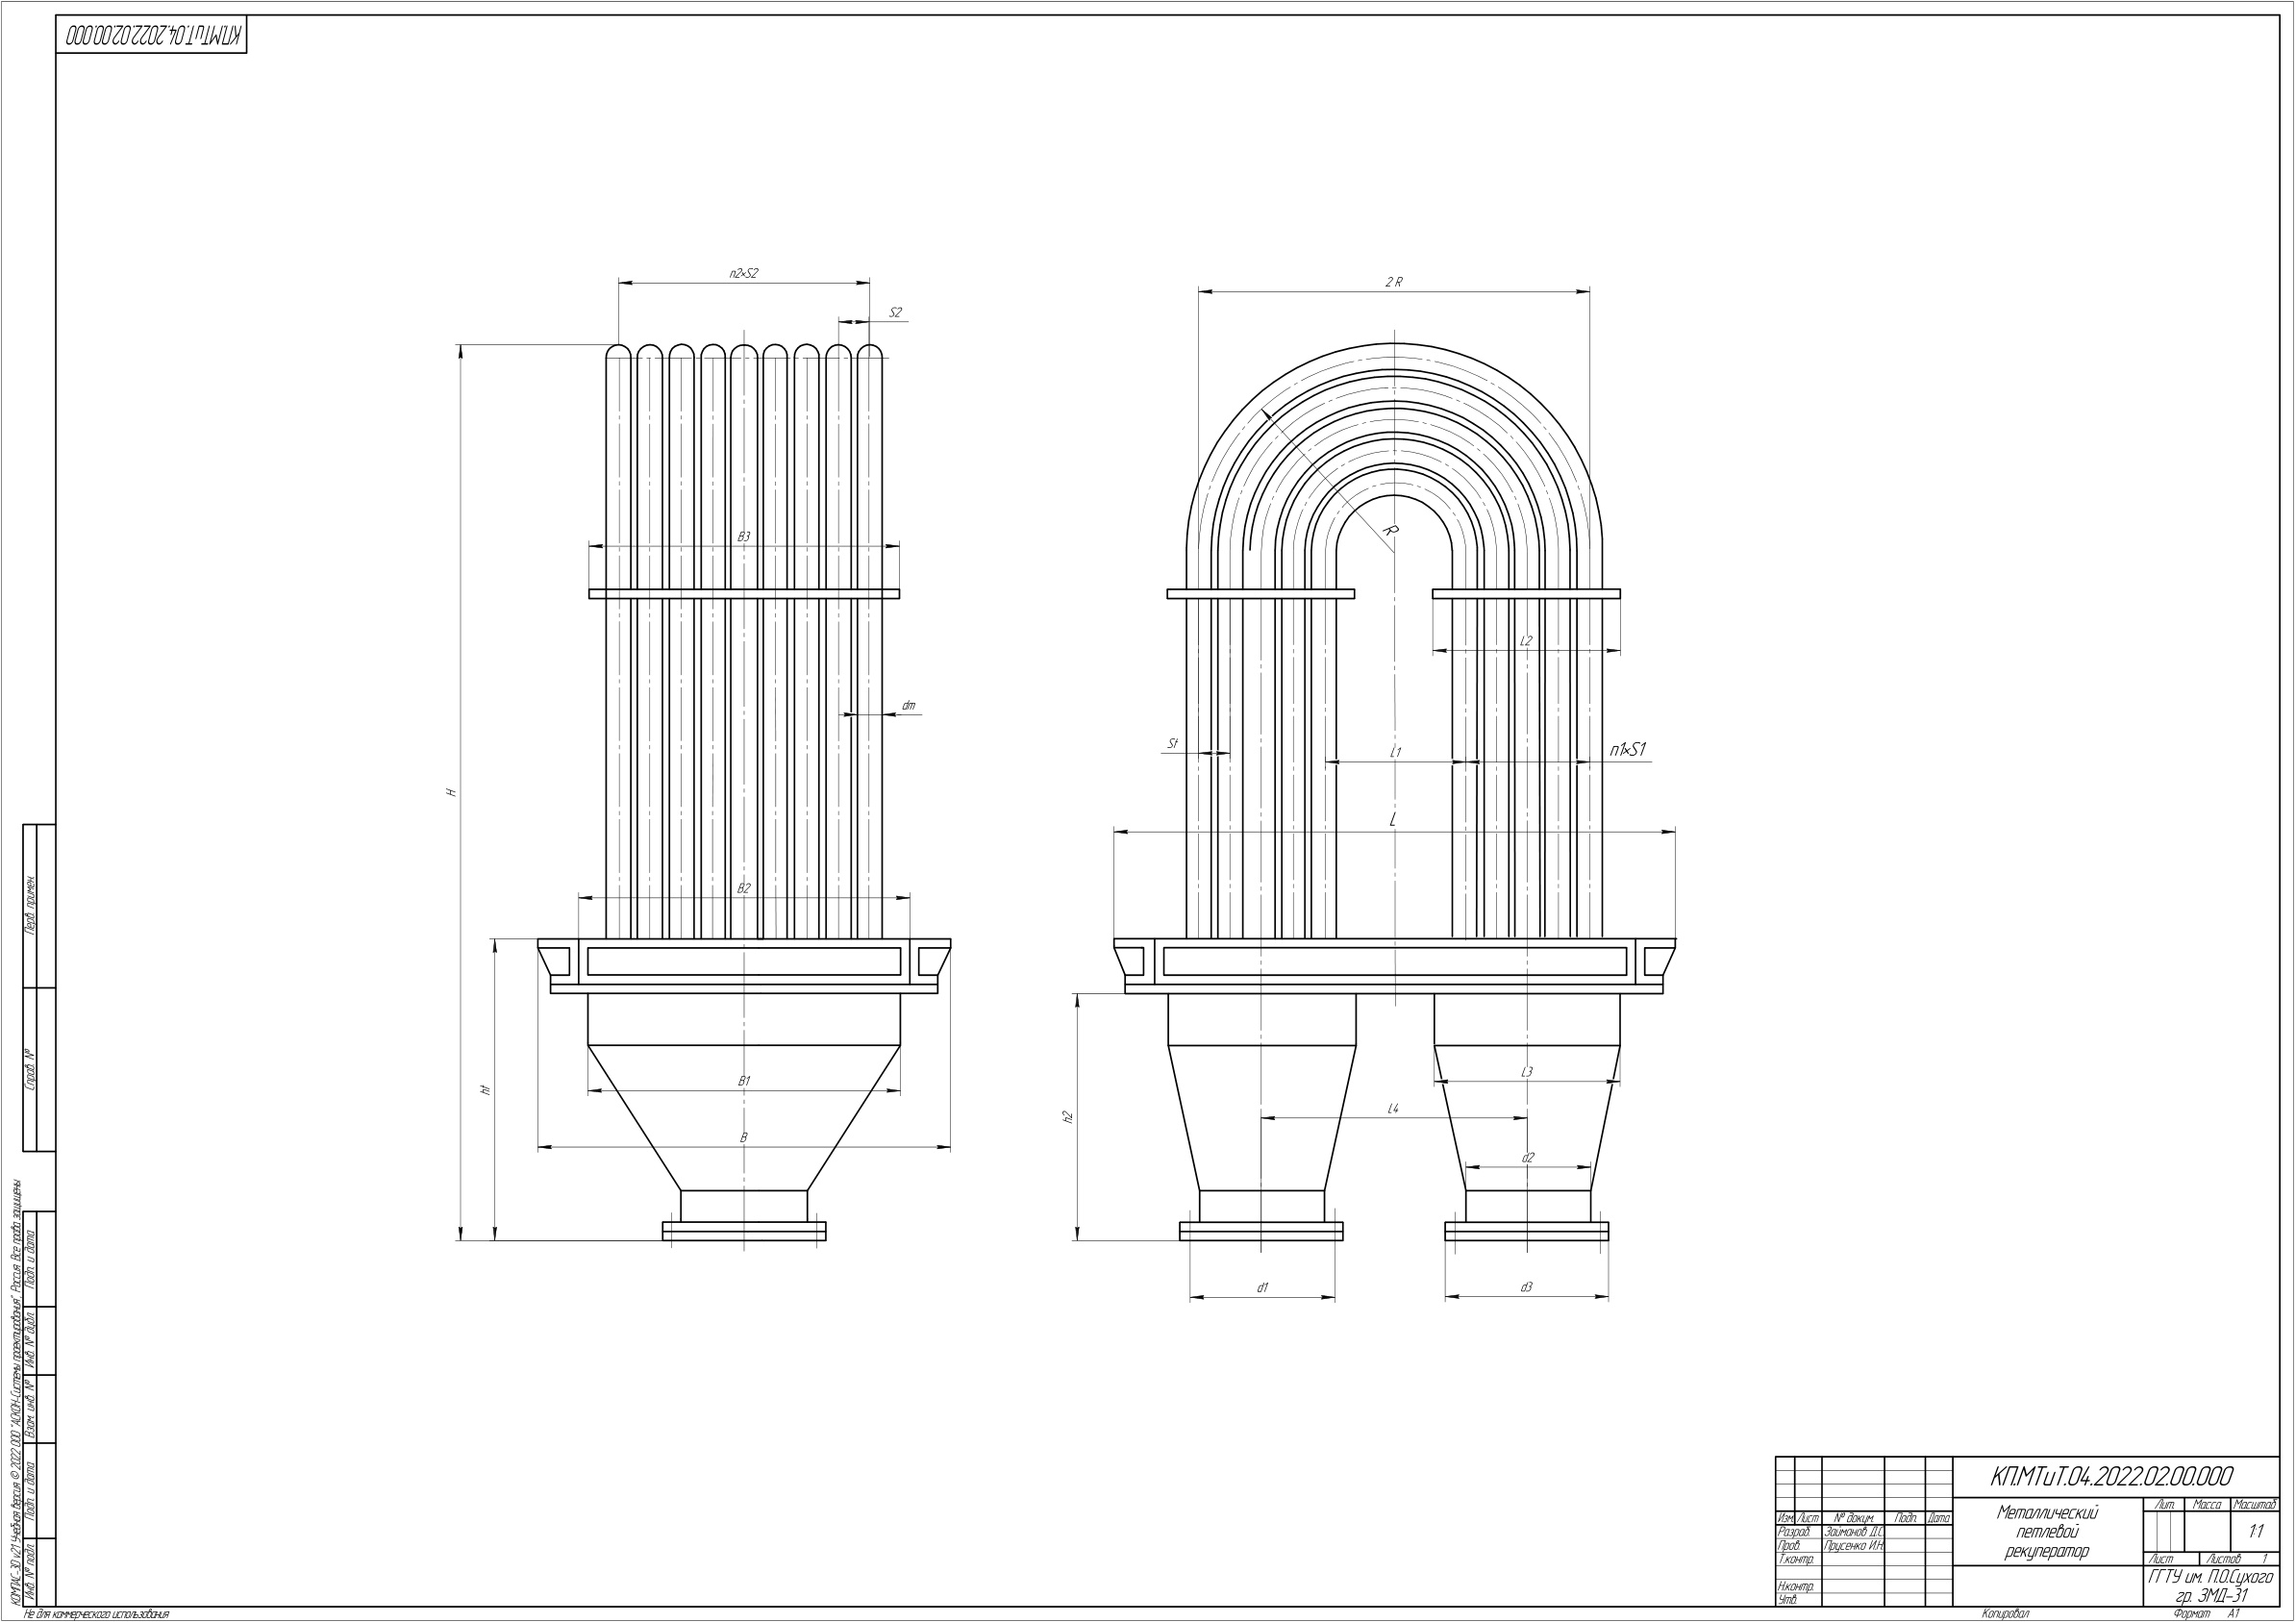 КП.МТиТ.04.2022.02.00.000
n2×S2
S2
2 R
B3
R
L2
dm
St
L1
n1×S1
H
L
B2
ht
h2
B1
L3
L4
B
d2
d1
d3
Перв. примен.
Справ. №
Подп. и дата
Инв. № дубл.
Взам. инв. №
Подп. и дата
Инв. № подл.
КОМПАС-3D v21 Учебная версия © 2022 ООО "АСКОН-Системы проектирования", Россия. Все права защищены.
Не для коммерческого использования
КП.МТиТ.04.2022.02.00.000
Изм. Лист № докум. Подп. Дата
Разраб. Займанов Д.С.
Пров. Прусенко И.Н.
Т.контр.
Н.контр.
Утв.
Металлический
петлевой
рекуператор
Лит. Масса Масштаб
1:1
Лист Листов 1
ГГТУ им. П.О.Сухого
гр. ЗМД-31
Копировал Формат А1